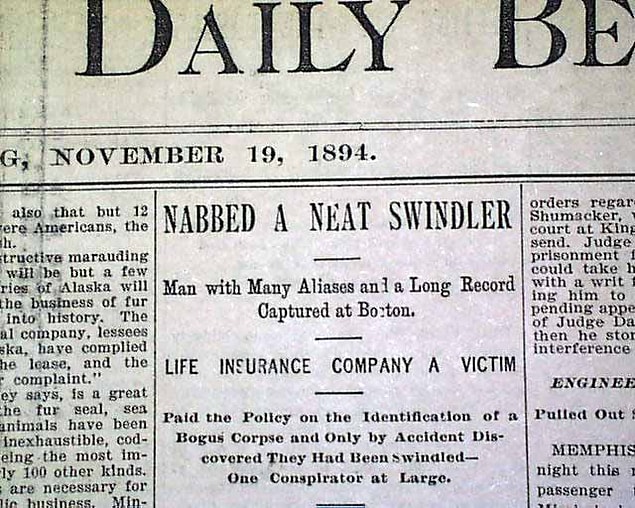 DAILY BE
G, NOVEMBER 19, 1894.
also that but 12
ere Americans, the
h.
structive marauding
will be but a few
ries of Alaska will
the business of fur
into history. The
al company, lessees
ska, have complied
he lease, and the
r complaint."
ey says, is a great
the fur seal, sea
animals have been
inexhaustible, cod-
eing the most im-
ly 100 other kinds.
s are necessary for
lic business. Min-
NABBED A NEAT SWINDLER
Man with Many Aliases and a Long Record
Captured at Boston.
LIFE INSURANCE COMPANY A VICTIM
Paid the Policy on the Identification of a
Bogus Corpse and Only by Accident Dis-
covered They Had Been Swindled—
One Conspirator at Large.
orders regar
Shumacker,
court at King
send. Judge
prisonment f
could take h
with a writ f
ing him to
pending appe
of Judge Da
then he stor
interference
ENGINEE
Pulled Out S
MEMPHIS
night this
passenger